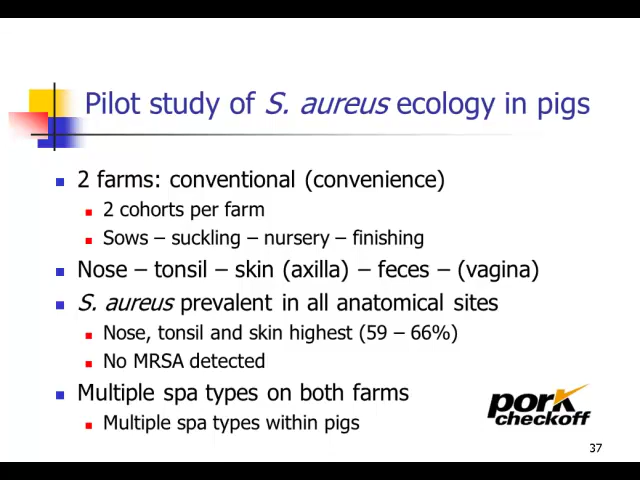 Pilot study of S. aureus ecology in pigs
2 farms: conventional (convenience)
2 cohorts per farm
Sows – suckling – nursery – finishing
Nose – tonsil – skin (axilla) – feces – (vagina)
S. aureus prevalent in all anatomical sites
Nose, tonsil and skin highest (59 – 66%)
No MRSA detected
Multiple spa types on both farms
Multiple spa types within pigs
pork
checkoff
37